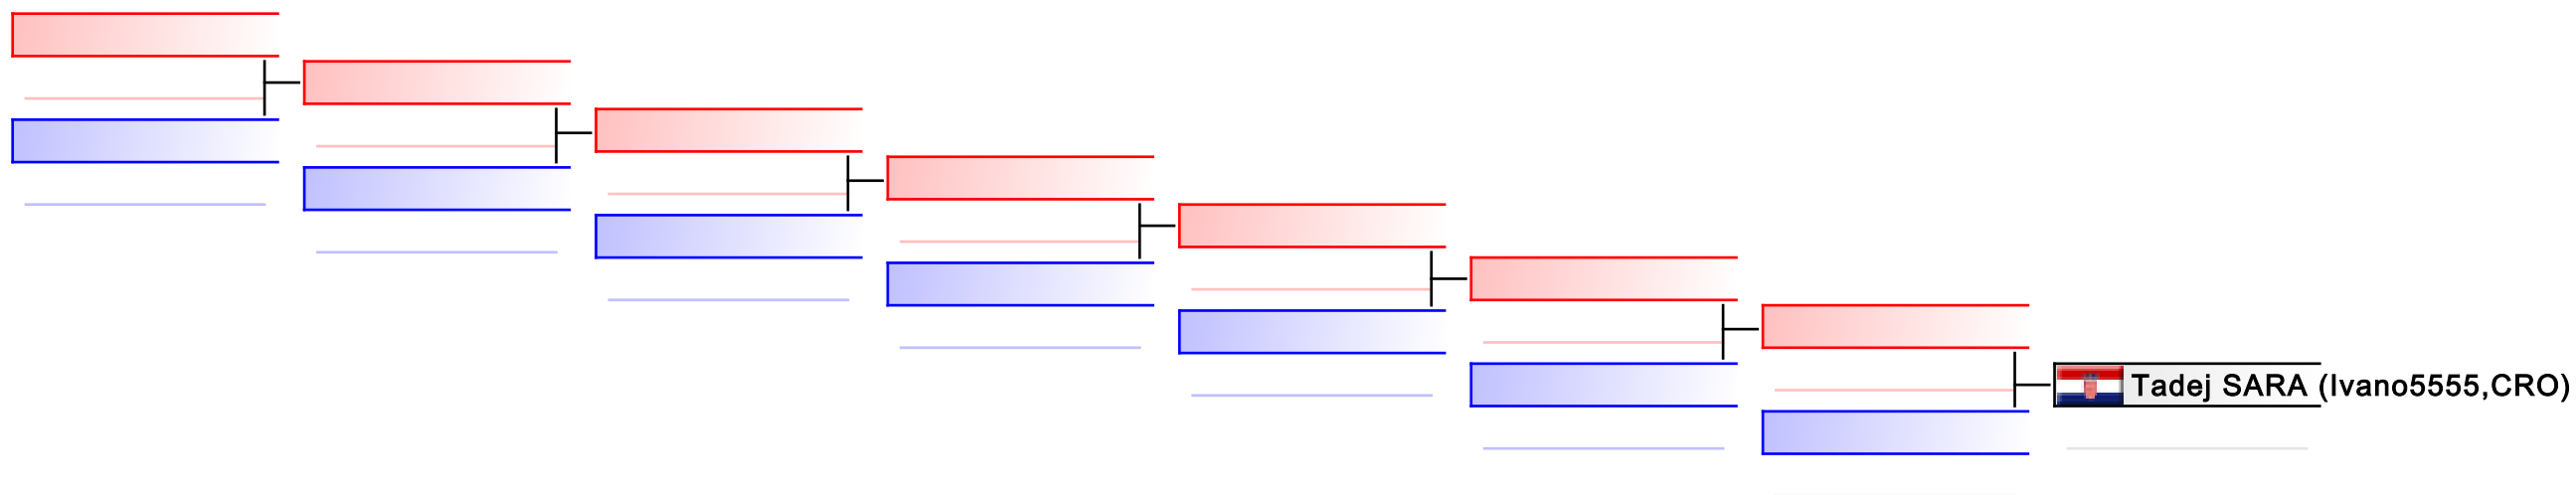 Tadej SARA (Ivano5555,CRO)